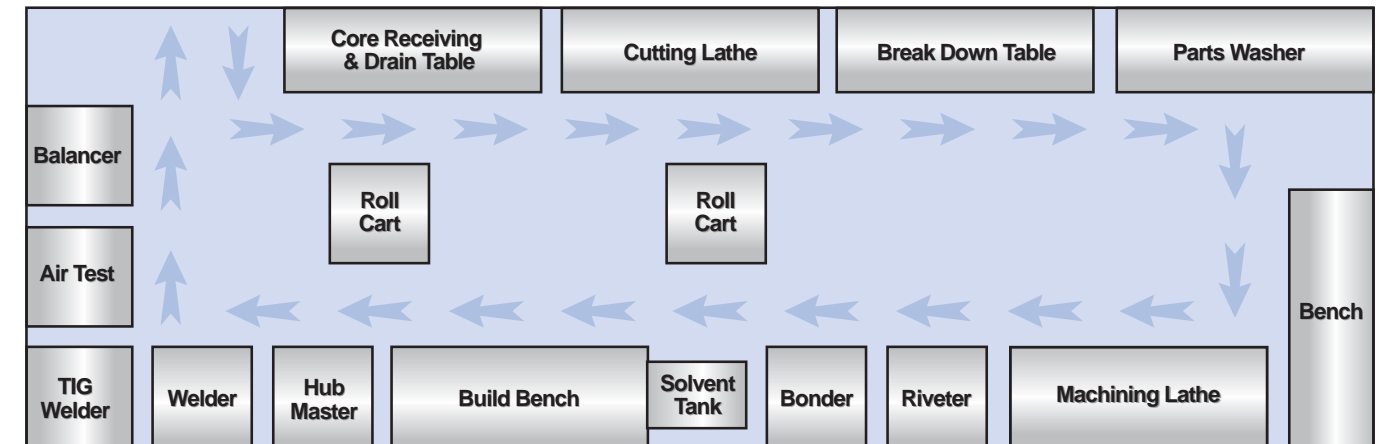 Core Receiving
& Drain Table
Cutting Lathe
Break Down Table
Parts Washer
Balancer
Roll
Cart
Roll
Cart
Air Test
Bench
TIG
Welder
Welder
Hub
Master
Build Bench
Solvent
Tank
Bonder
Riveter
Machining Lathe